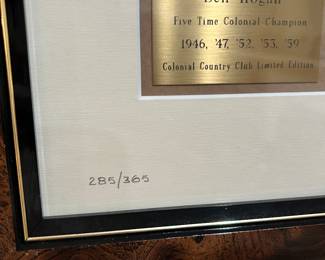 Ben Hogan
Five Time Colonial Champion
1946, '47, '52, '53, '59
Colonial Country Club Limited Edition
285/365